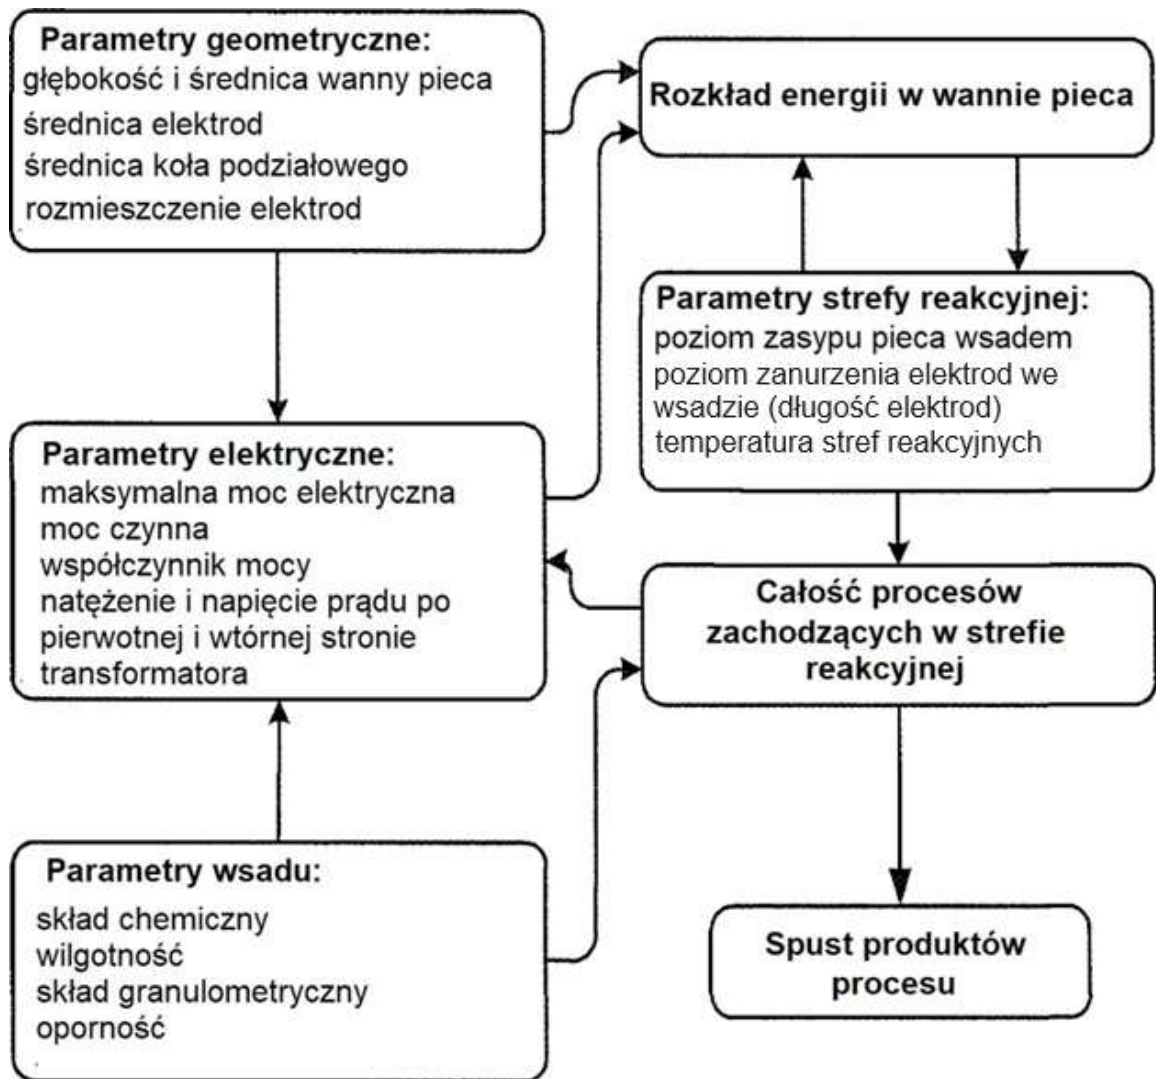 Parametry geometryczne:
głębokość i średnica wanny pieca
średnica elektrod
średnica koła podziałowego
rozmieszczenie elektrod
Rozkład energii w wannie pieca
Parametry strefy reakcyjnej:
poziom zasypu pieca wsadem
poziom zanurzenia elektrod we
wsadzie (długość elektrod)
temperatura stref reakcyjnych
Parametry elektryczne:
maksymalna moc elektryczna
moc czynna
współczynnik mocy
natężenie i napięcie prądu po
pierwotnej i wtórnej stronie
transformatora
Całość procesów
zachodzących w strefie
reakcyjnej
Parametry wsadu:
skład chemiczny
wilgotność
skład granulometryczny
oporność
Spust produktów
procesu